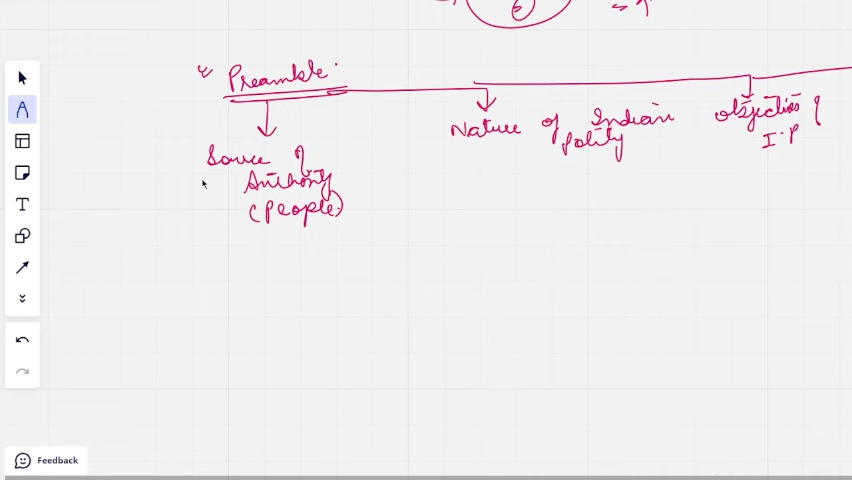 Preamble.
Source of
Authority
(People)
Nature of Indian
Polity
Objectives of
I.P
Feedback